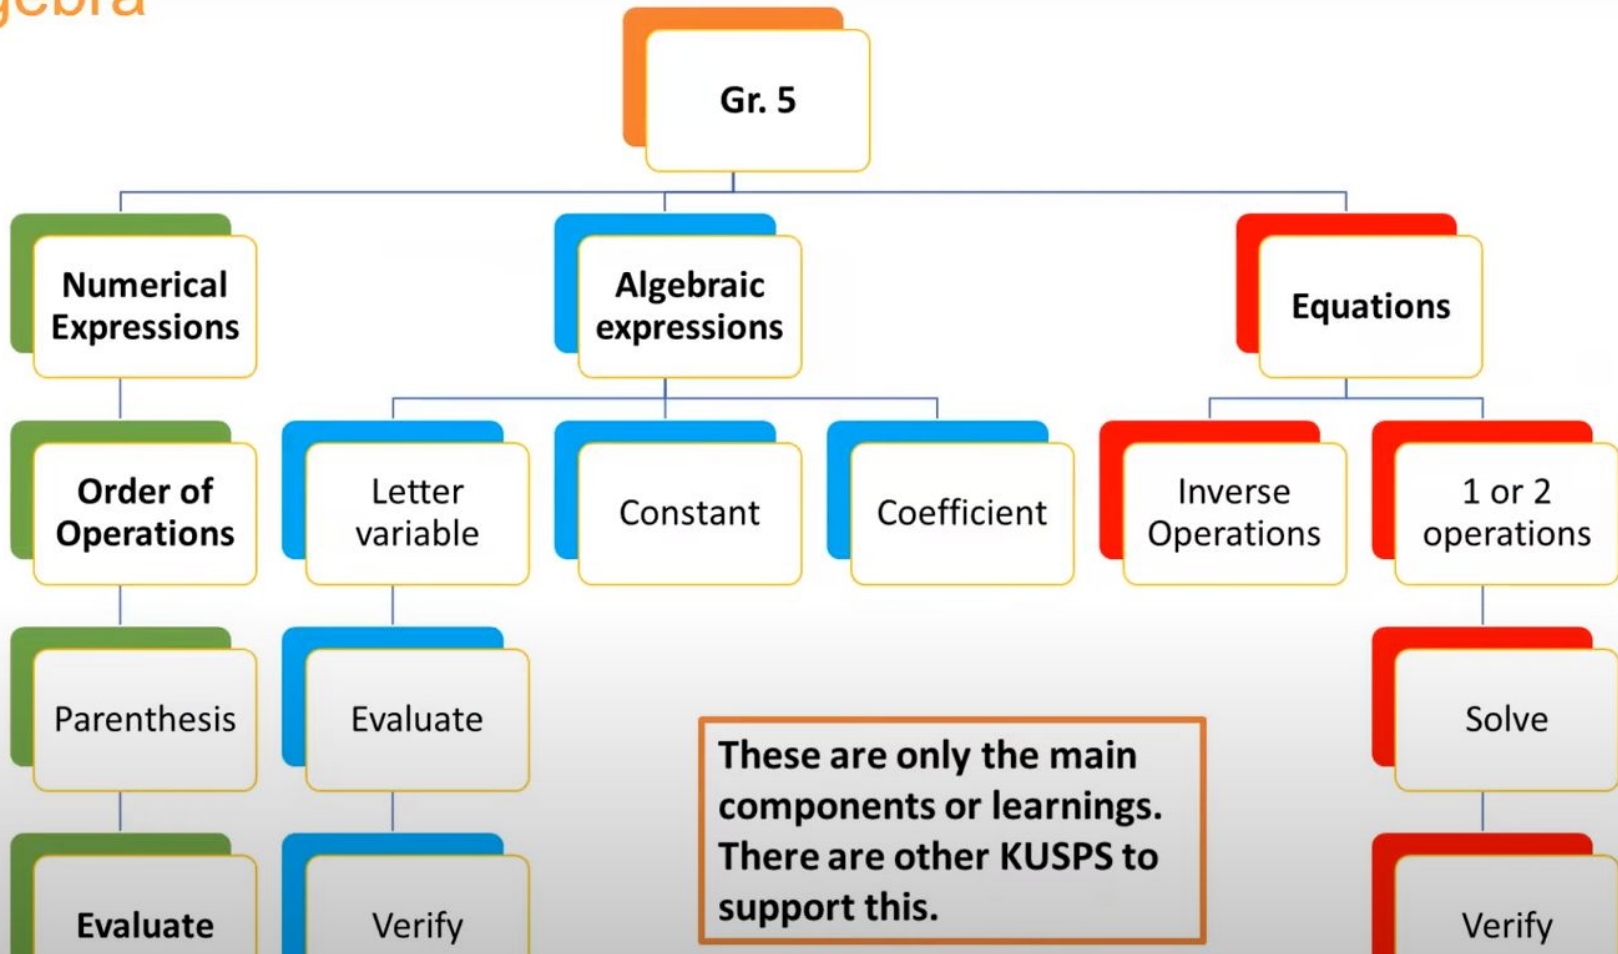 Gr. 5
Numerical
Expressions
Algebraic
expressions
Equations
Order of
Operations
Letter
variable
Constant
Coefficient
Inverse
Operations
1 or 2
operations
Parenthesis
Evaluate
Solve
These are only the main
components or learnings.
There are other KUSPS to
support this.
Evaluate
Verify
Verify